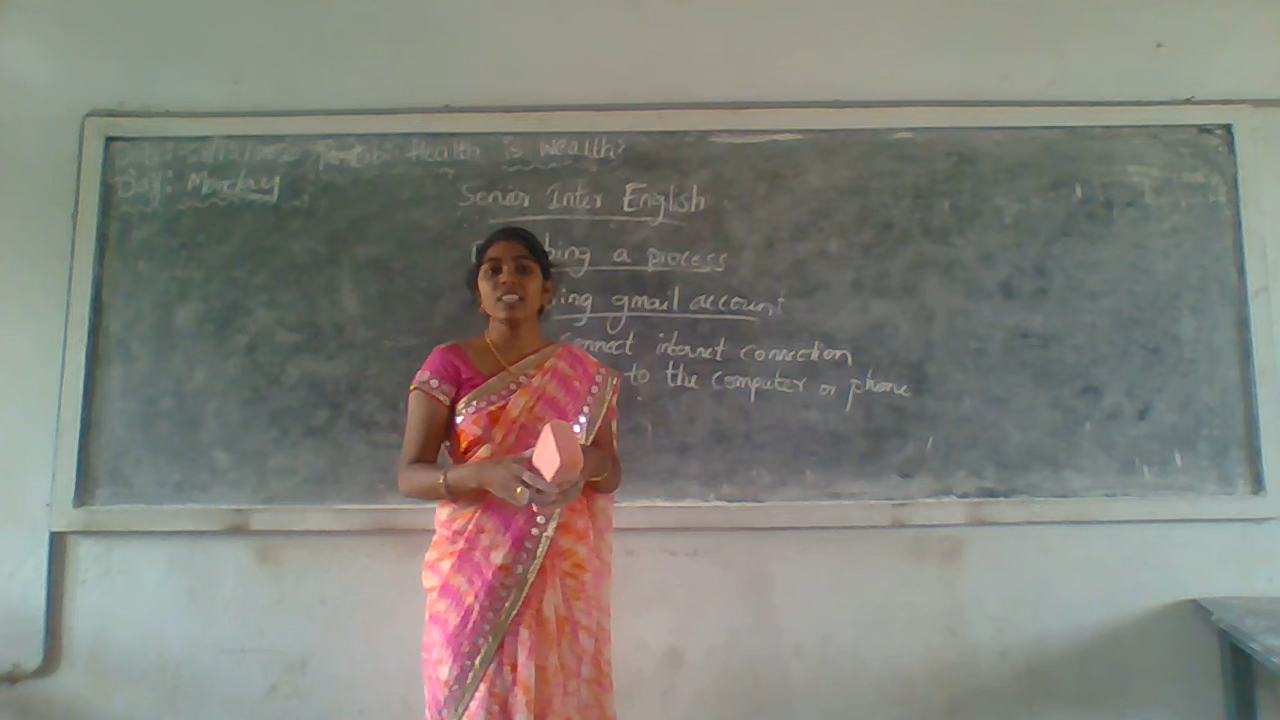 Health is wealth
Day: Monday
Senior Inter English
bing a process
ing gmail account
Connect internet connection
to the computer or phone